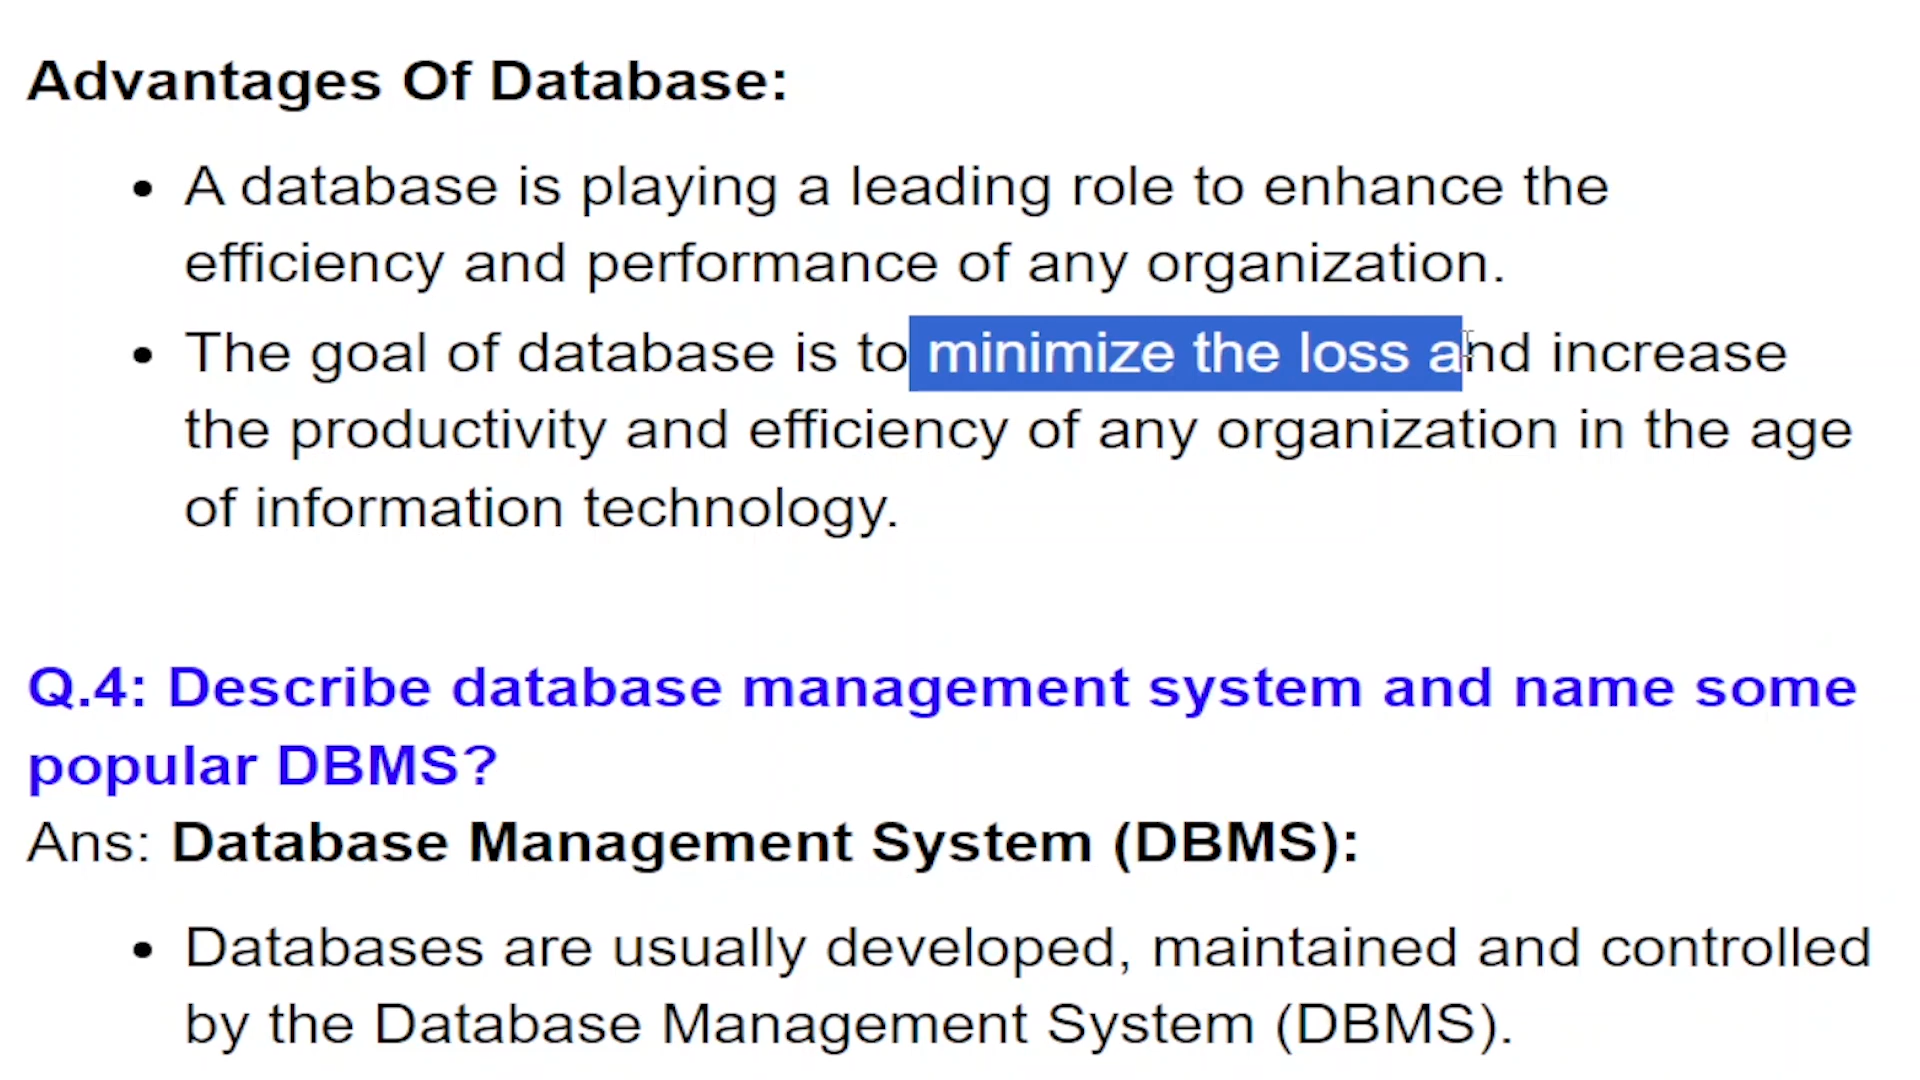 Advantages Of Database:
• A database is playing a leading role to enhance the
efficiency and performance of any organization.
• The goal of database is to minimize the loss and increase
the productivity and efficiency of any organization in the age
of information technology.
Q.4: Describe database management system and name some
popular DBMS?
Ans: Database Management System (DBMS):
• Databases are usually developed, maintained and controlled
by the Database Management System (DBMS).